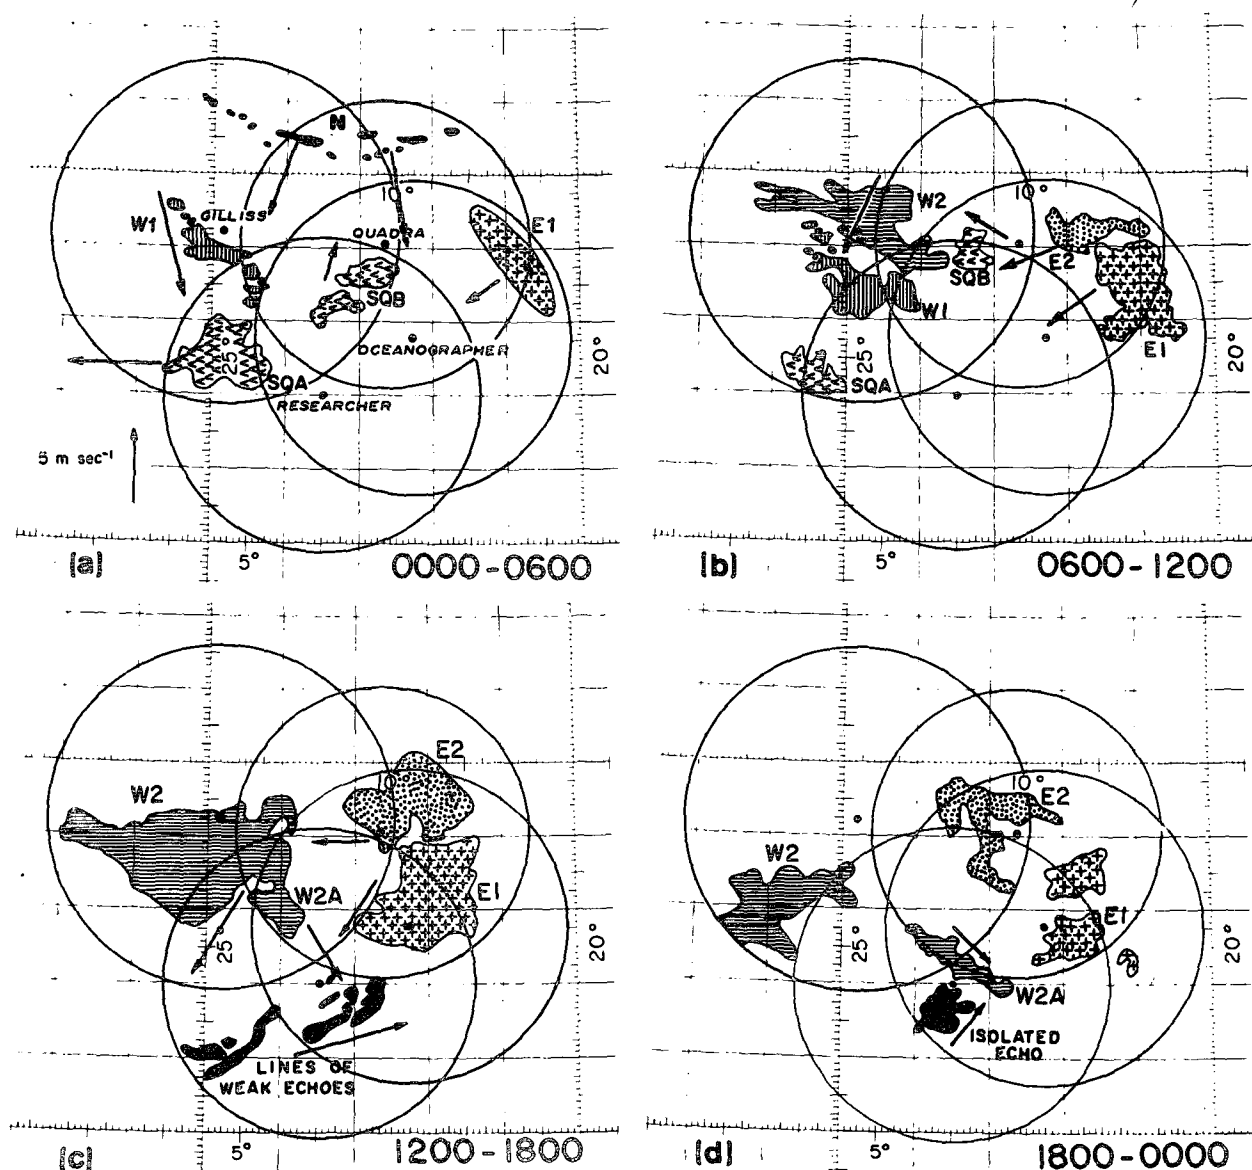 N
10°
W1
GILLISS
QUADRA
E1
SQB
25°
OCEANOGRAPHER
SQA
RESEARCHER
20°
5 m sec⁻¹
5°
(a)
0000-0600
10°
W2
E2
SQB
W1
25°
SQA
E1
20°
5°
(b)
0600-1200
E2
10
W2
W2A
E1
25
20°
LINES OF
WEAK ECHOES
5°
(c)
1200-1800
10°
E2
W2
E1
25°
20°
W2A
ISOLATED
ECHO
5°
(d)
1800-0000